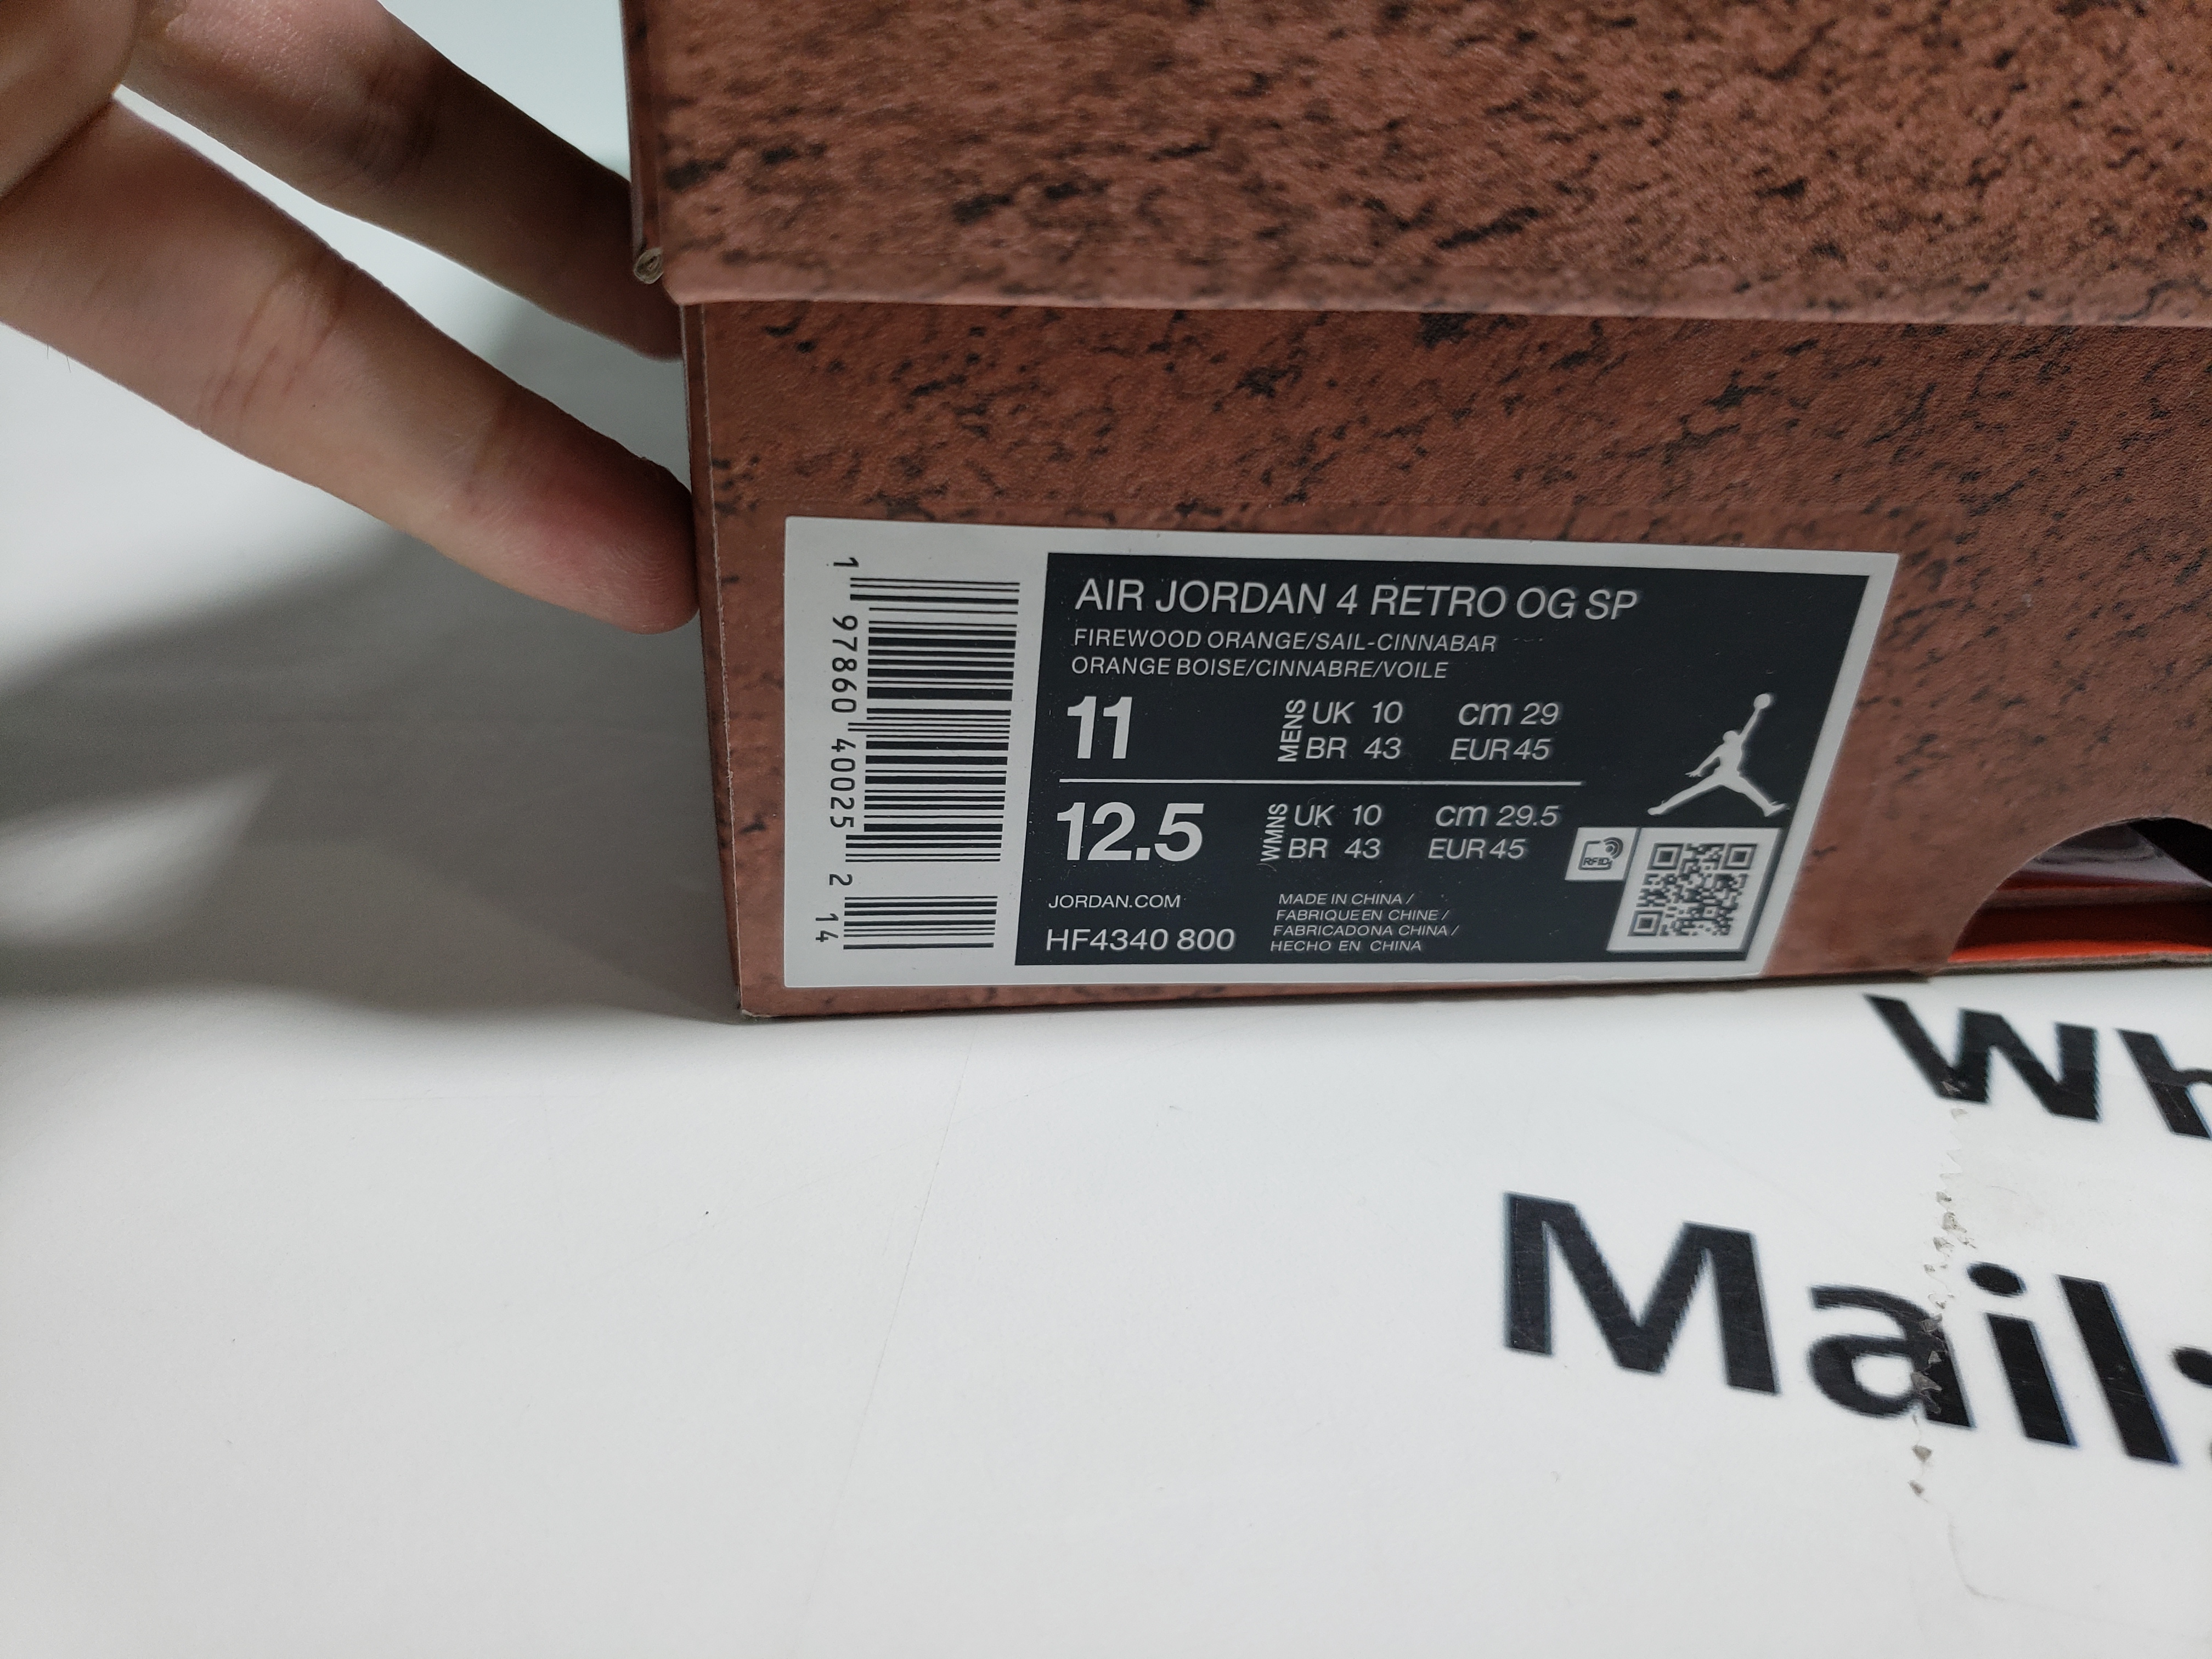 AIR JORDAN 4 RETRO OG SP
FIREWOOD ORANGE/SAIL-CINNABAR
ORANGE BOISE/CINNABRE/VOILE
11 MENS UK 10 cm 29
BR 43 EUR 45
12.5 WMNS UK 10 cm 29.5
BR 43 EUR 45
RFID
JORDAN.COM
HF4340 800
MADE IN CHINA /
FABRIQUE EN CHINE /
FABRICADO NA CHINA /
HECHO EN CHINA
1 97860 40025 2 14
Wh
Mail: